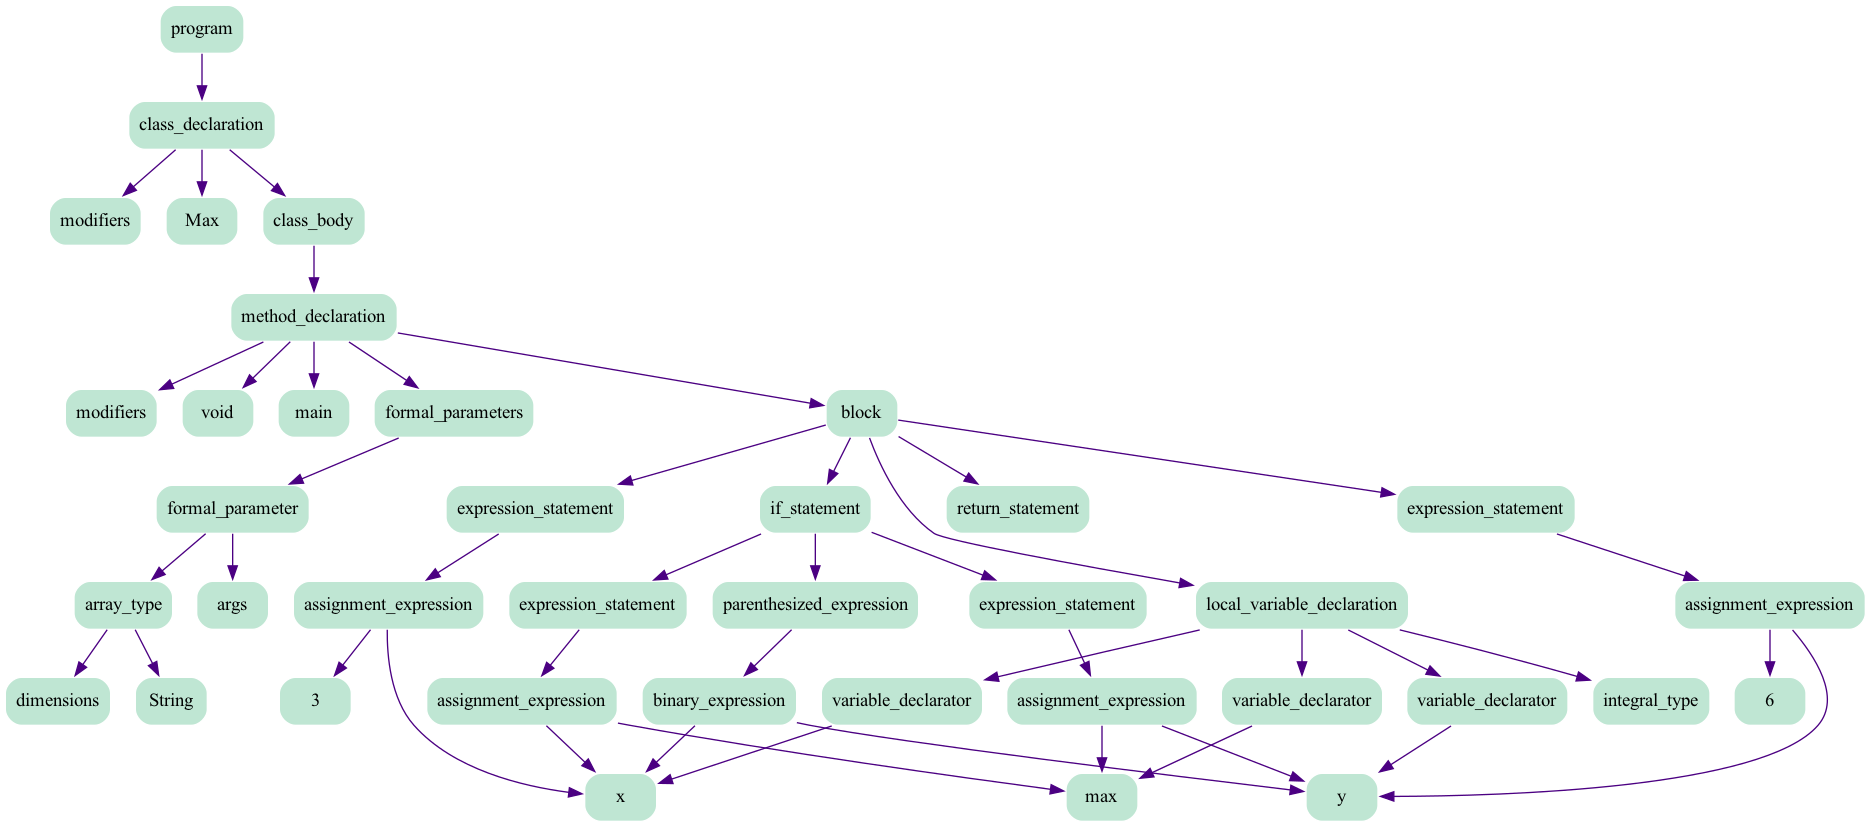 program
class_declaration
modifiers
Max
class_body
method_declaration
modifiers
void
main
formal_parameters
block
formal_parameter
expression_statement
if_statement
return_statement
expression_statement
array_type
args
assignment_expression
expression_statement
parenthesized_expression
expression_statement
local_variable_declaration
assignment_expression
dimensions
String
3
assignment_expression
binary_expression
variable_declarator
assignment_expression
variable_declarator
variable_declarator
integral_type
6
x
max
y